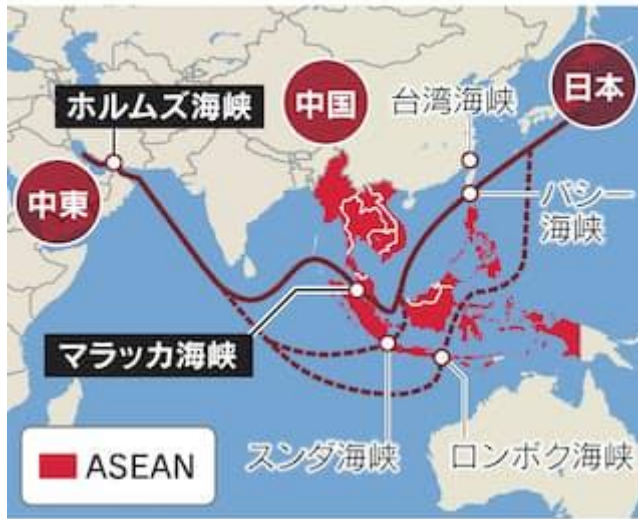 ホルムズ海峡
中国
台湾海峡
日本
中東
バシー
海峡
マラッカ海峡
スンダ海峡
ロンボク海峡
ASEAN